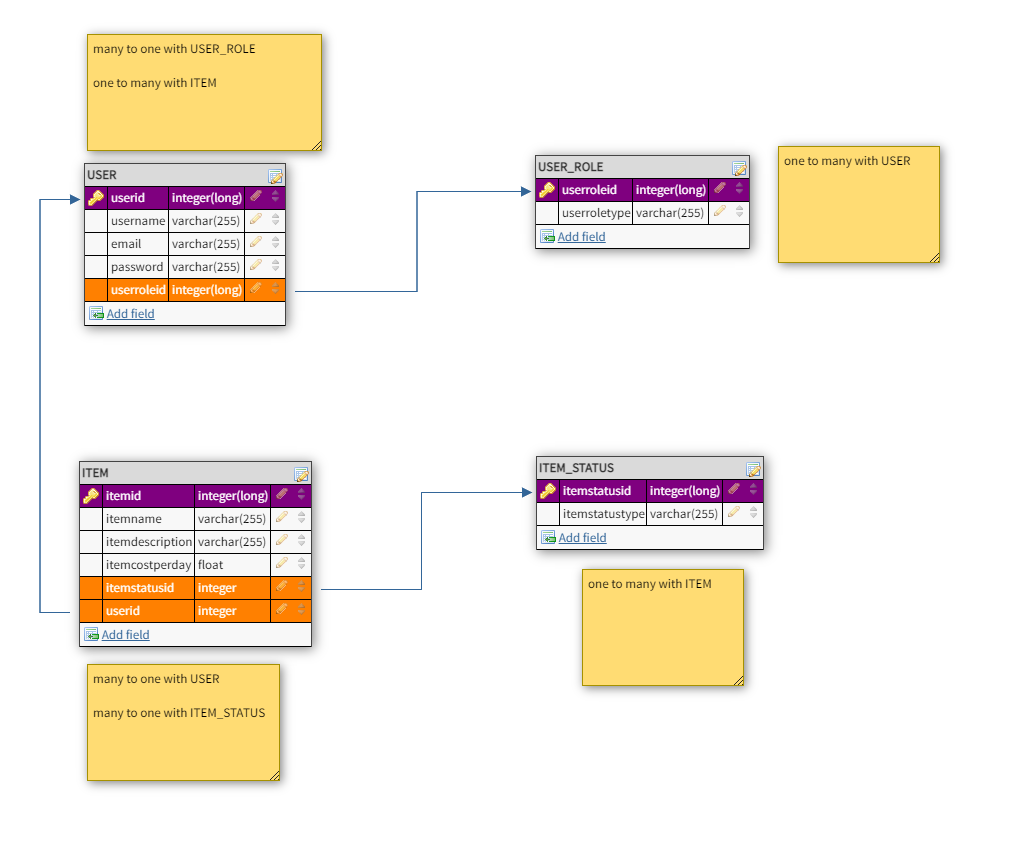 many to one with USER_ROLE
one to many with ITEM
USER
userid integer(long)
username varchar(255)
email varchar(255)
password varchar(255)
userroleid integer(long)
Add field
USER_ROLE
userroleid integer(long)
userroletype varchar(255)
Add field
one to many with USER
ITEM
itemid integer(long)
itemname varchar(255)
itemdescription varchar(255)
itemcostperday float
itemstatusid integer
userid integer
Add field
ITEM_STATUS
itemstatusid integer(long)
itemstatustype varchar(255)
Add field
one to many with ITEM
many to one with USER
many to one with ITEM_STATUS